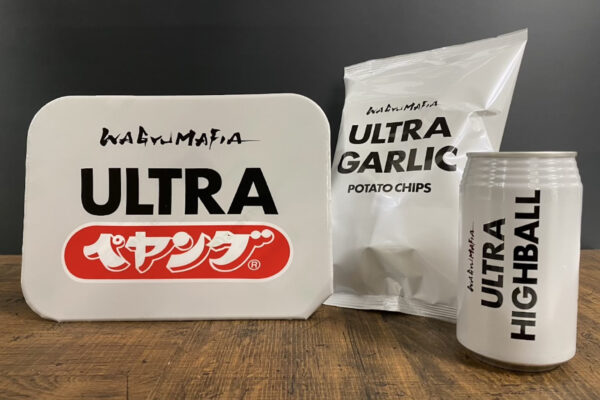 WAGYUMAFIA
ULTRA
ペヤング®
WAGYUMAFIA
ULTRA
GARLIC
POTATO CHIPS
WAGYUMAFIA
ULTRA
HIGHBALL